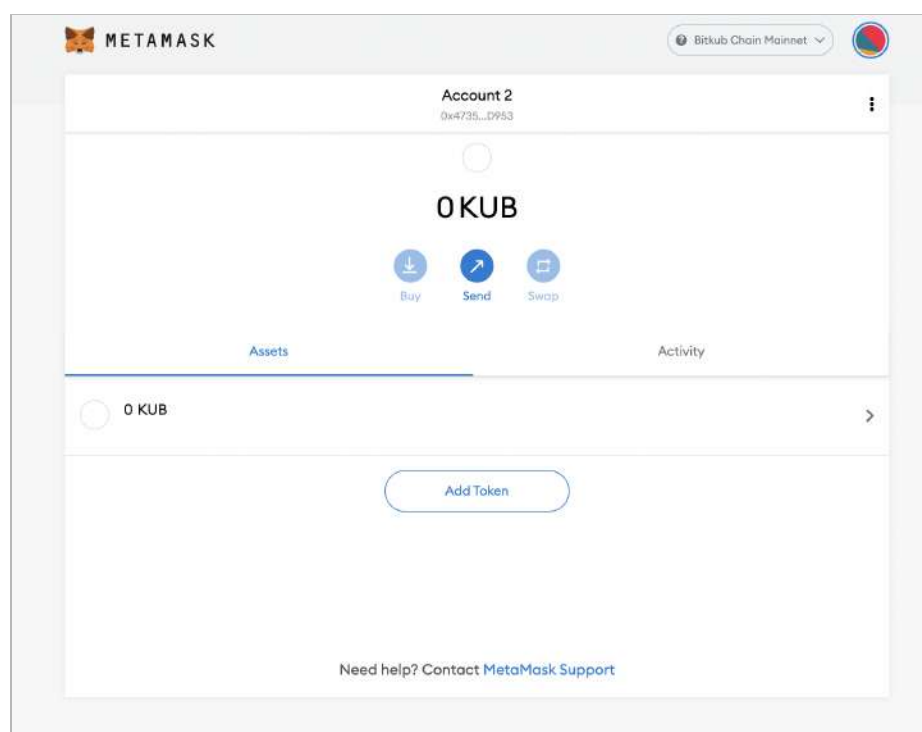 METAMASK
Bitkub Chain Mainnet
Account 2
0x4735...D953
0 KUB
Buy Send Swap
Assets Activity
0 KUB
Add Token
Need help? Contact MetaMask Support